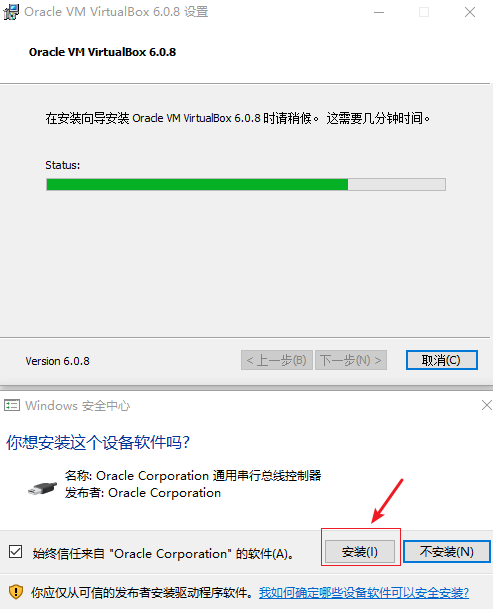 Oracle VM VirtualBox 6.0.8 设置
Oracle VM VirtualBox 6.0.8
在安装向导安装 Oracle VM VirtualBox 6.0.8 时请稍候。 这需要几分钟时间。
Status:
Version 6.0.8
< 上一步(B) 下一步(N) > 取消(C)
Windows 安全中心
你想安装这个设备软件吗?
名称: Oracle Corporation 通用串行总线控制器
发布者: Oracle Corporation
始终信任来自 "Oracle Corporation" 的软件(A)。 安装(I) 不安装(N)
你应仅从可信的发布者安装驱动程序软件。我如何确定哪些设备软件可以安全安装?